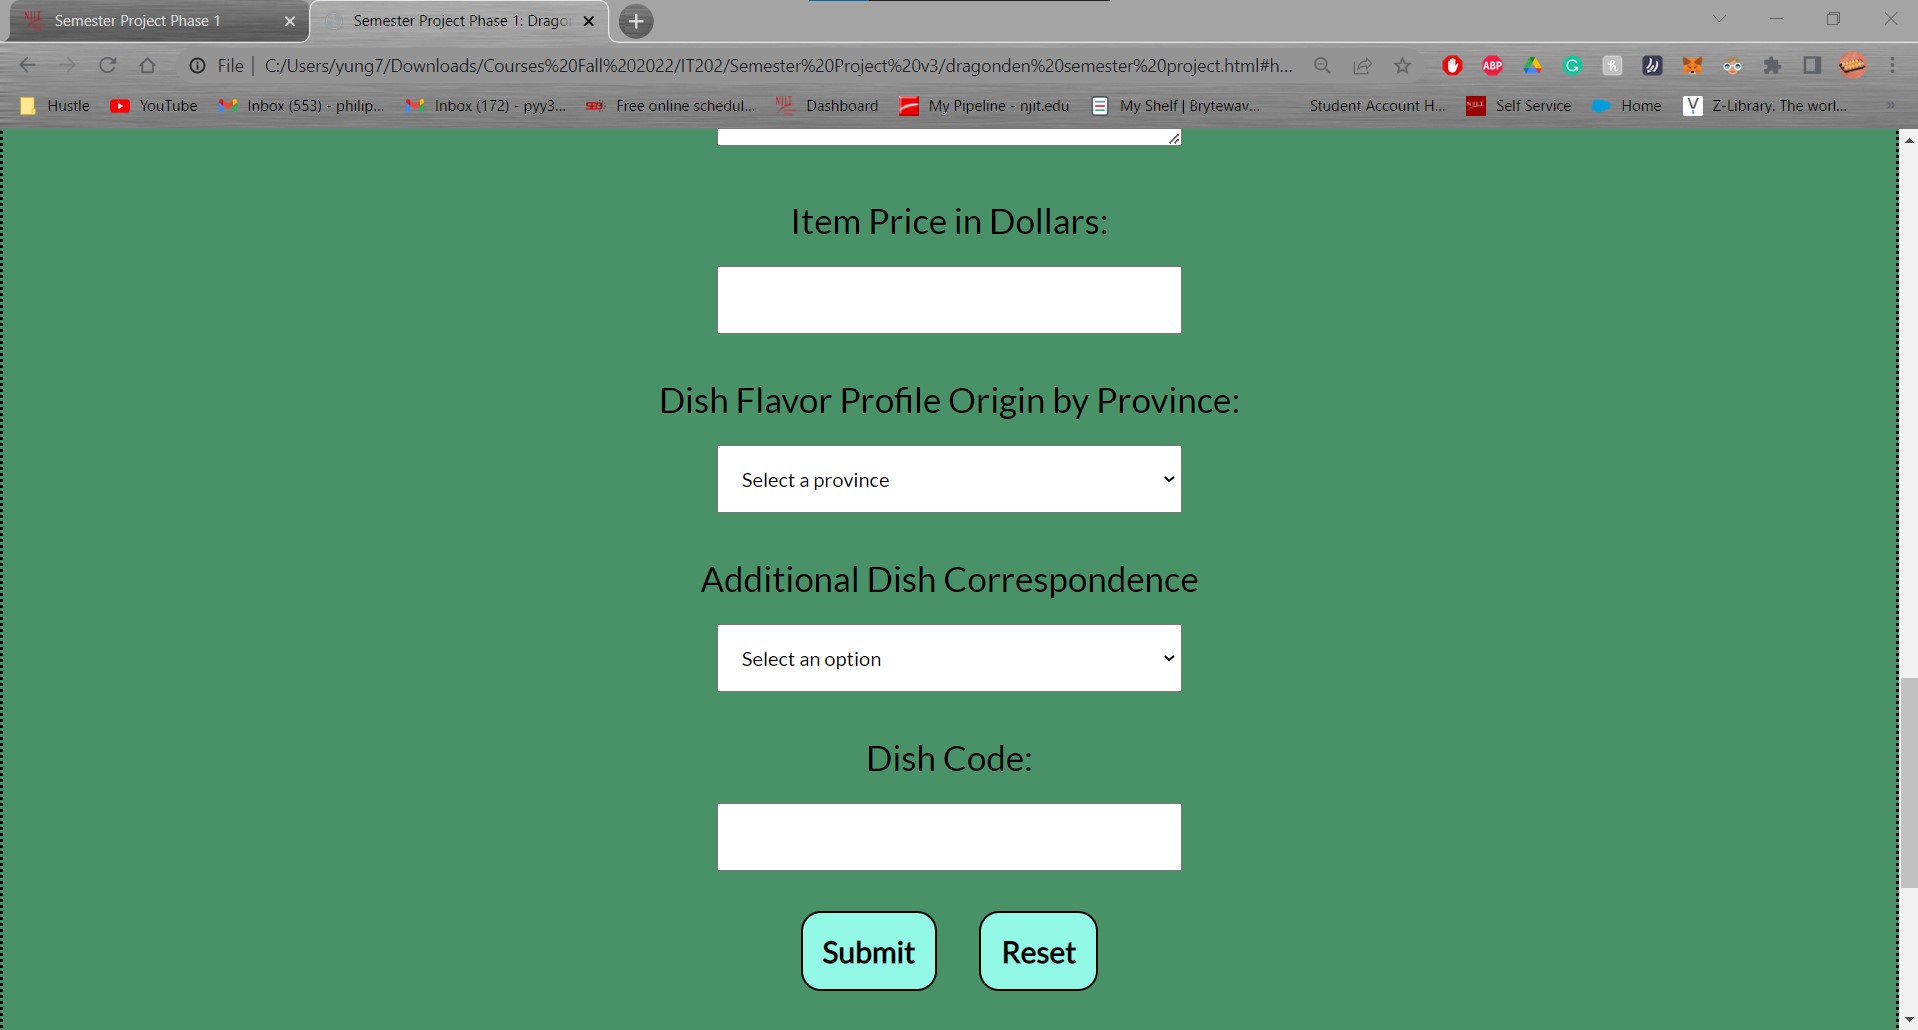 Semester Project Phase 1
Semester Project Phase 1: Drago
File
C:/Users/yung7/Downloads/Courses%20Fall%202022/IT202/Semester%20Project%20v3/dragonden%20semester%20project.html#h...
ABP
Hustle
YouTube
Inbox (553) - philip...
Inbox (172) - pyy3...
Free online schedul...
Dashboard
My Pipeline - njit.edu
My Shelf | Brytewav...
Student Account H...
Self Service
Home
Z-Library. The worl...
Item Price in Dollars:
Dish Flavor Profile Origin by Province:
Select a province
Additional Dish Correspondence
Select an option
Dish Code:
Submit
Reset